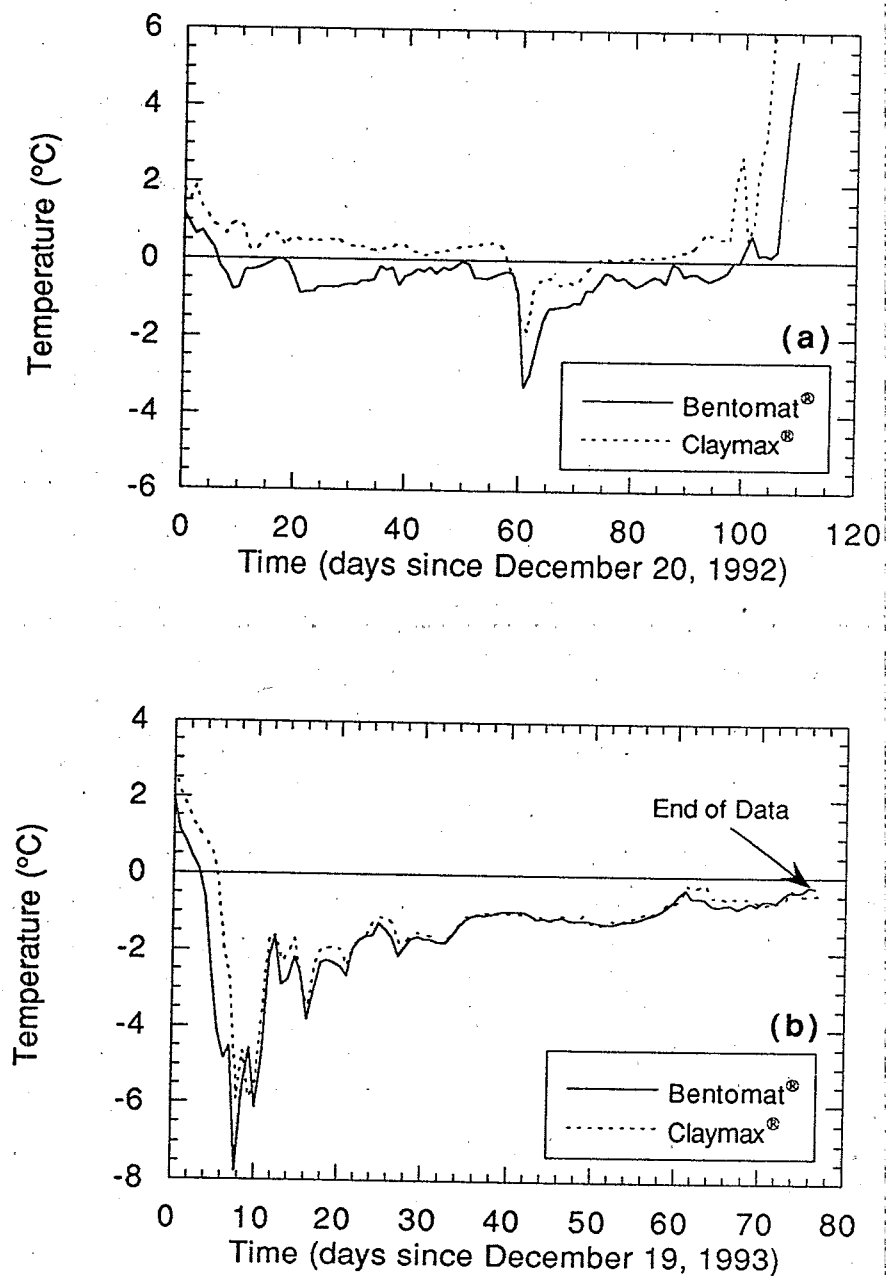 6
4
2
0
-2
-4
-6
Temperature (°C)
(a)
Bentomat®
Claymax®
0 20 40 60 80 100 120
Time (days since December 20, 1992)
4
2
0
-2
-4
-6
-8
Temperature (°C)
End of Data
(b)
Bentomat®
Claymax®
0 10 20 30 40 50 60 70 80
Time (days since December 19, 1993)